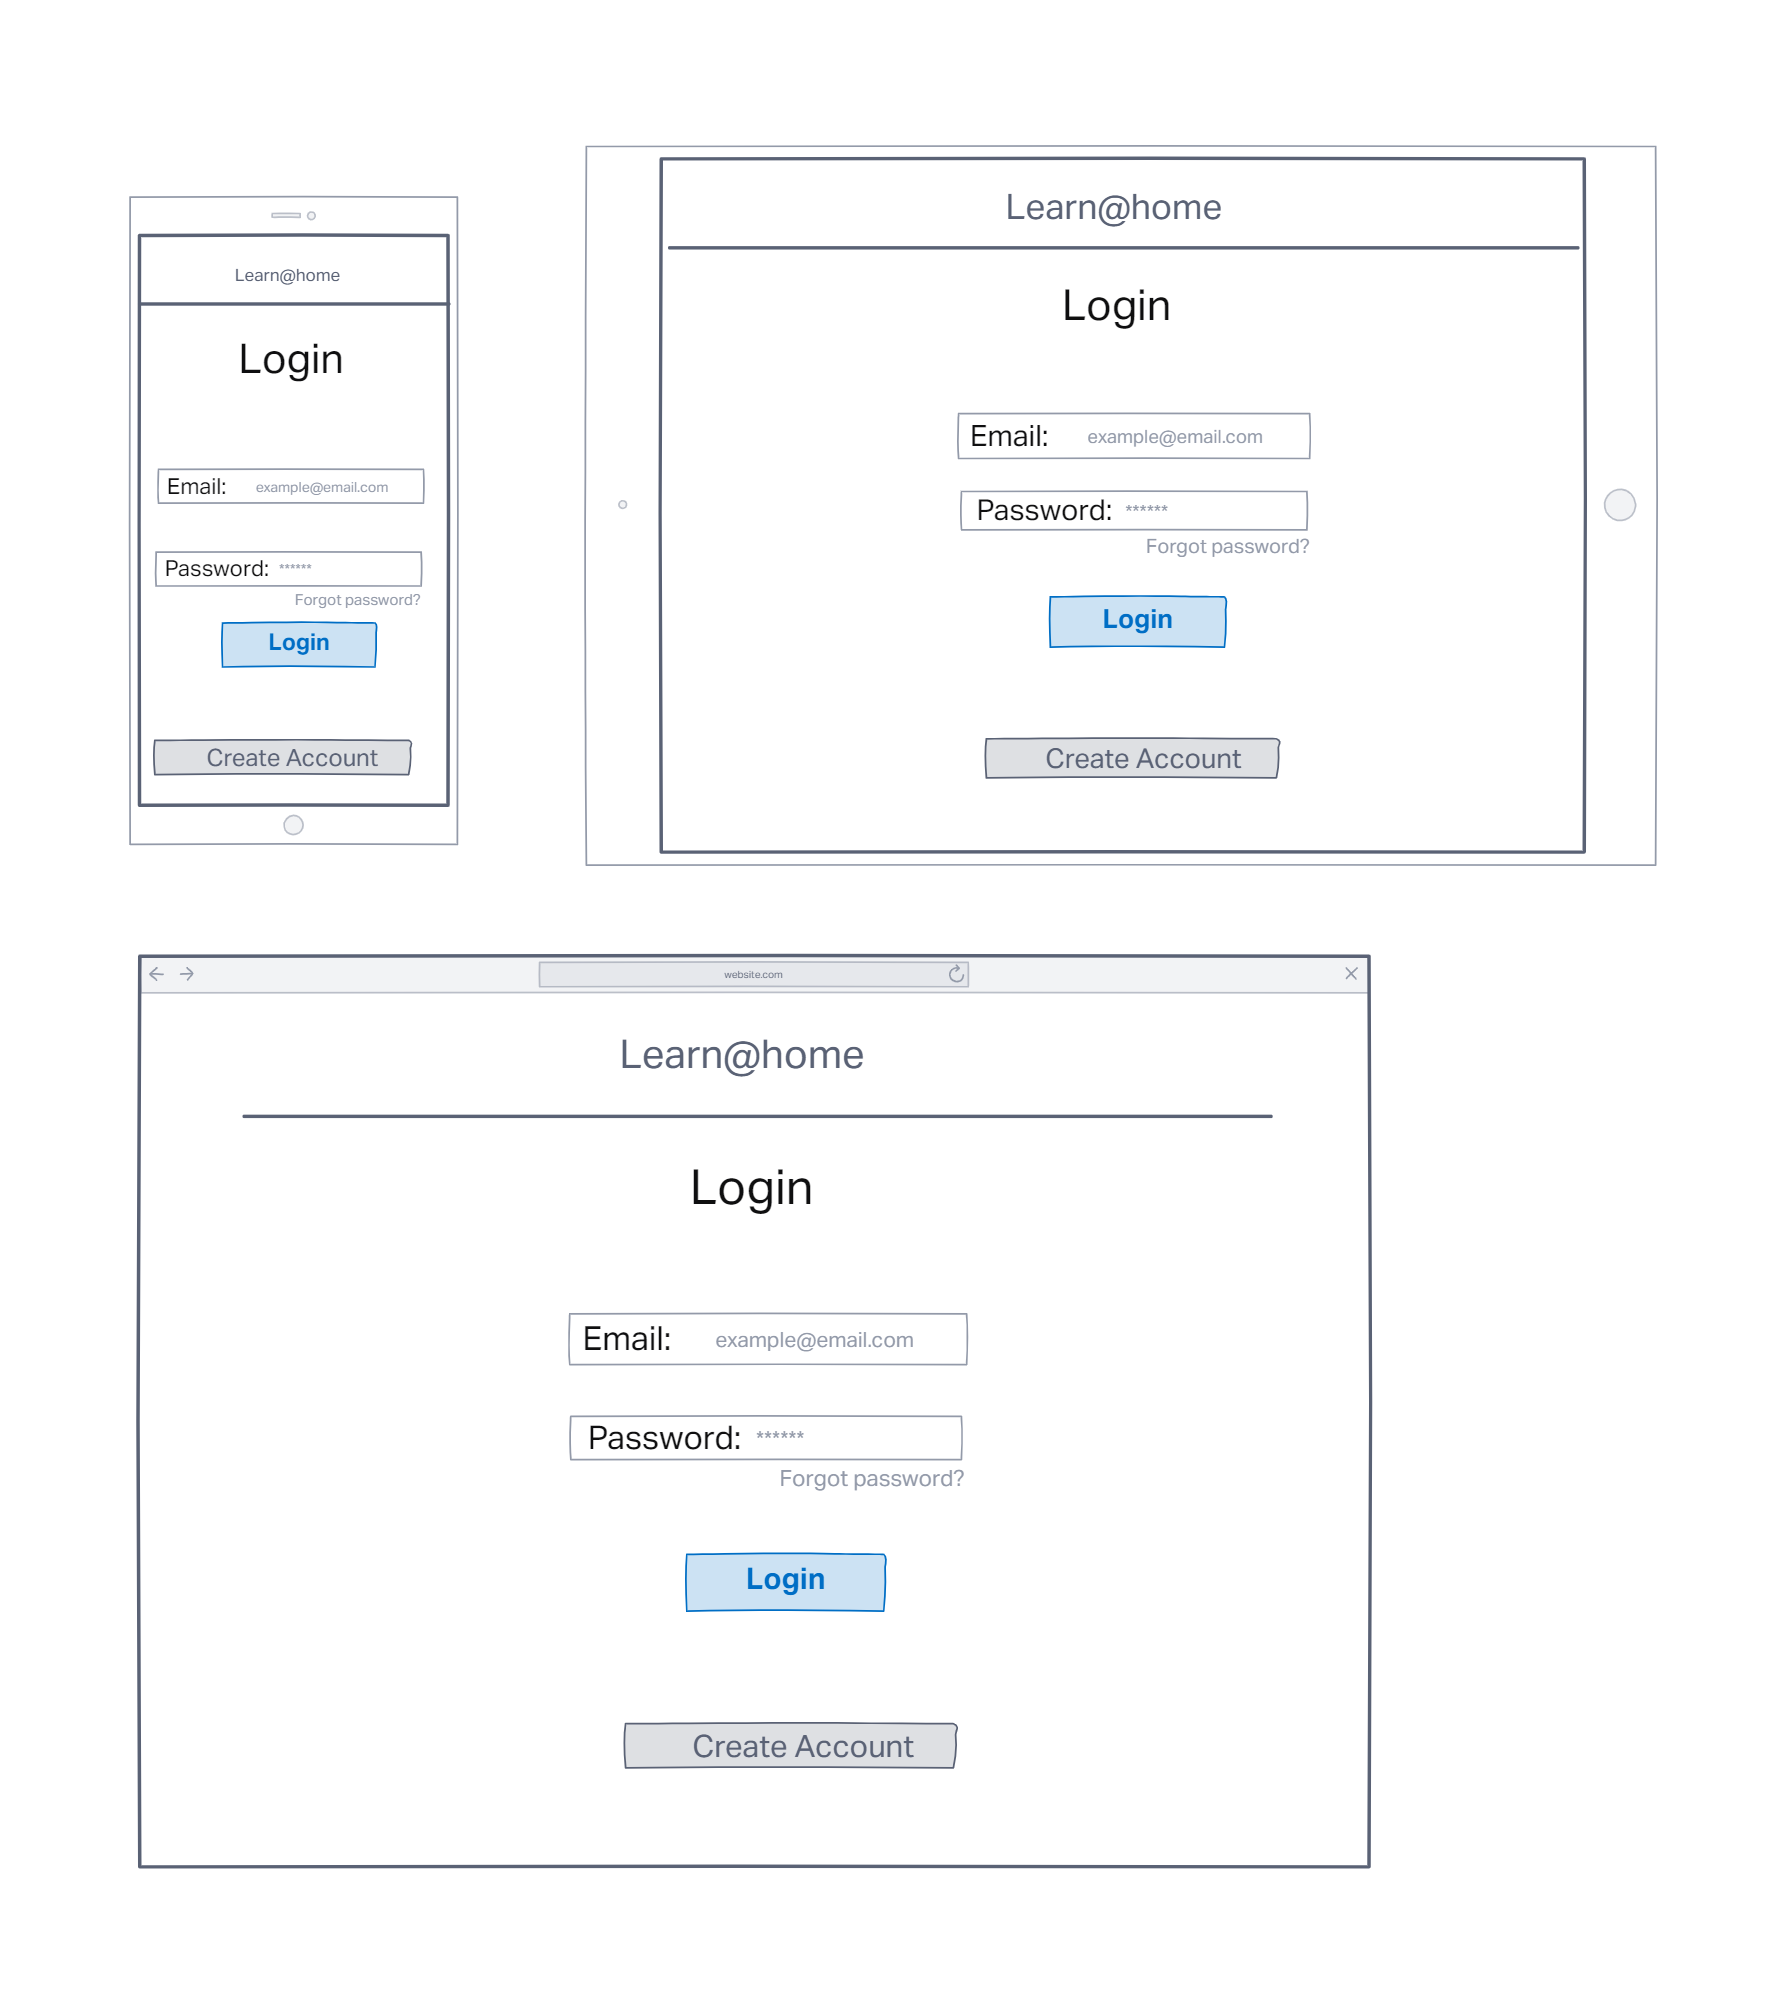 Learn@home
Login
Email: example@email.com
Password: ******
Forgot password?
Login
Create Account
Learn@home
Login
Email: example@email.com
Password: ******
Forgot password?
Login
Create Account
website.com
Learn@home
Login
Email: example@email.com
Password: ******
Forgot password?
Login
Create Account